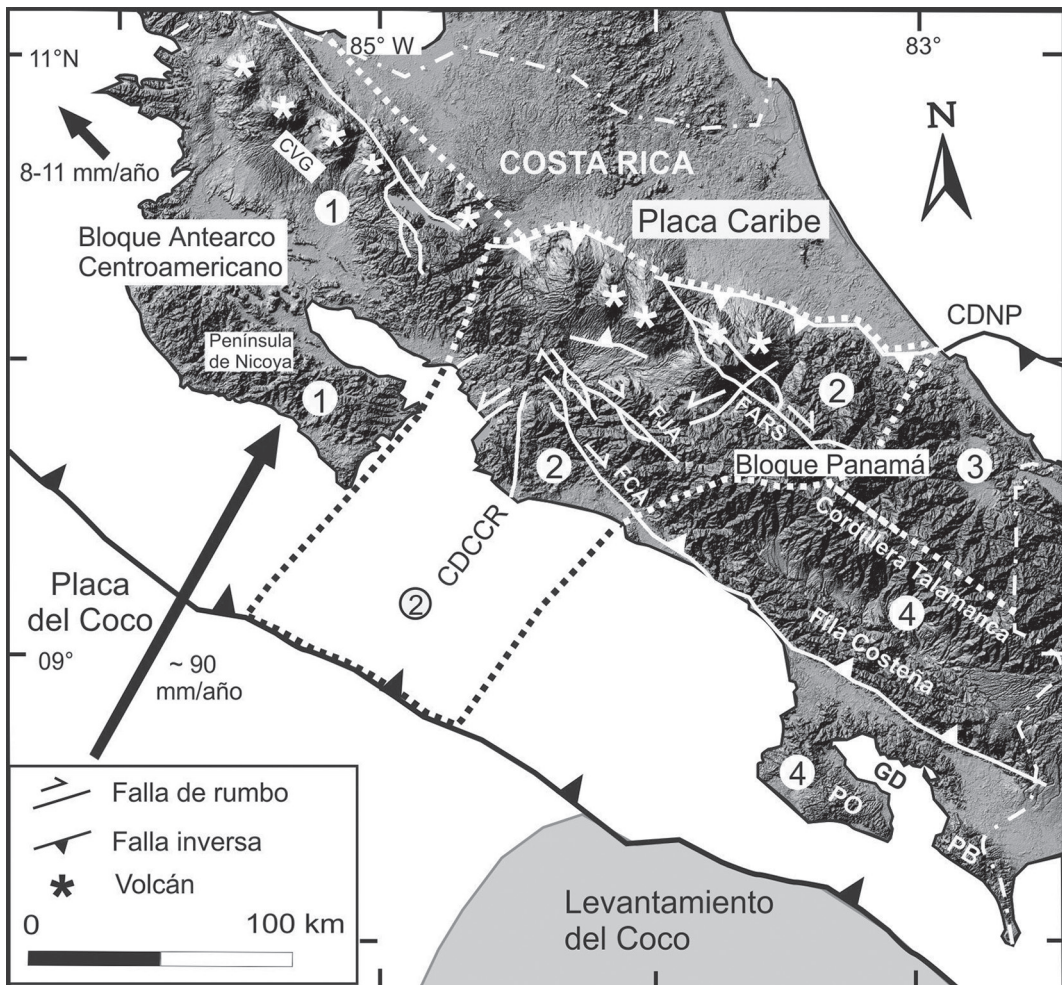 11°N
85° W
83°
8-11 mm/año
CVG
COSTA RICA
N
1
Placa Caribe
Bloque Antearco
Centroamericano
CDNP
Península
de Nicoya
1
2
FJA
FARS
2
Bloque Panamá
3
FCA
CDCCR
Cordillera Talamanca
Placa
del Coco
2
4
Fila Costeña
09°
~ 90
mm/año
4
GD
PO
PB
Falla de rumbo
Falla inversa
Volcán
0
100 km
Levantamiento
del Coco